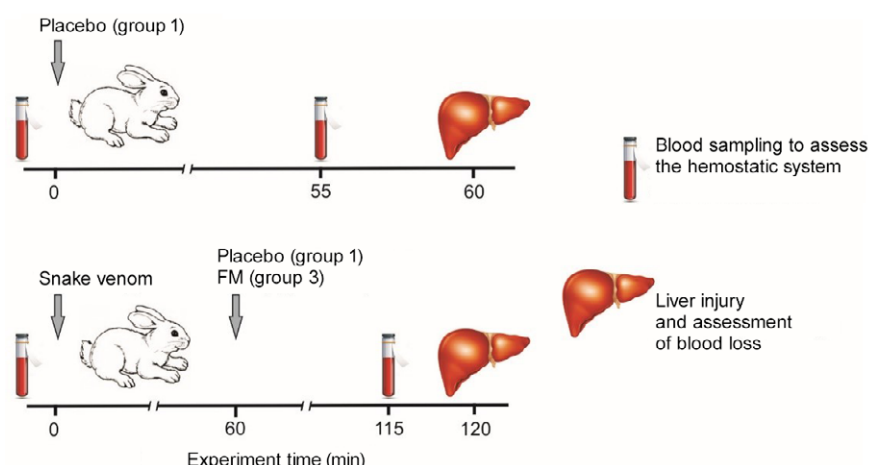 Placebo (group 1)
0
55
60
Blood sampling to assess
the hemostatic system
Snake venom
Placebo (group 1)
FM (group 3)
0
60
115
120
Experiment time (min)
Liver injury
and assessment
of blood loss